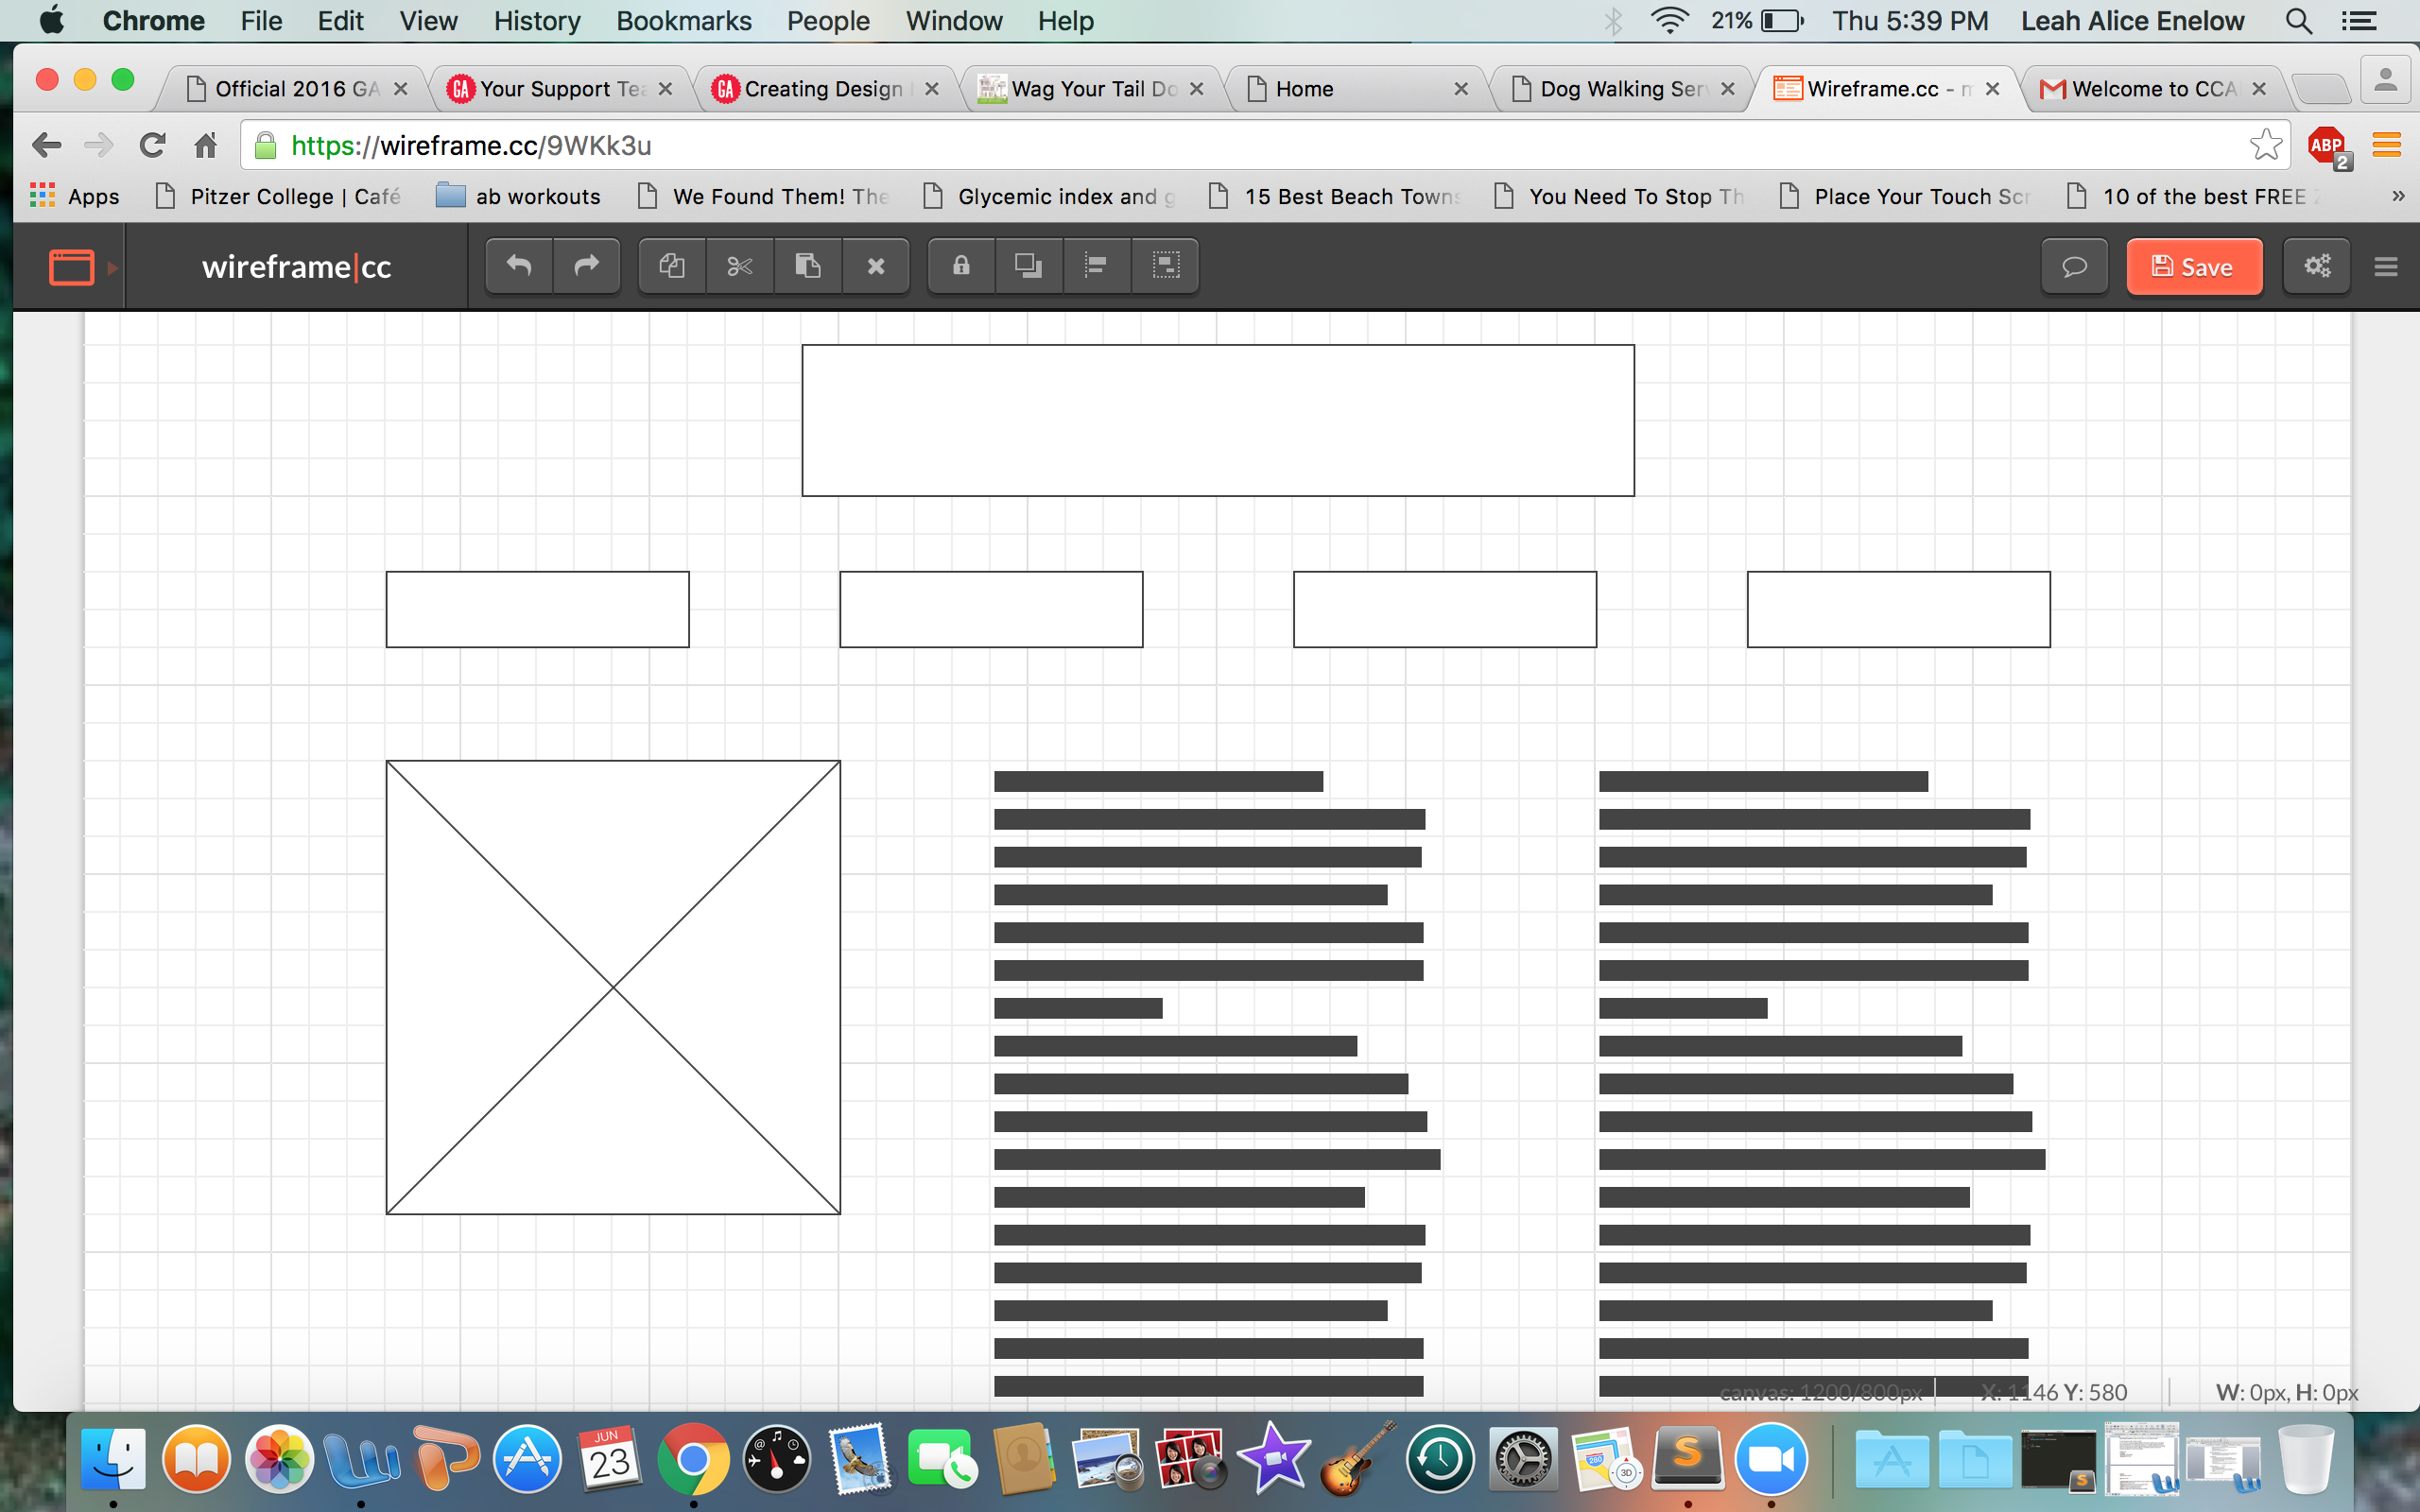 Chrome File Edit View History Bookmarks People Window Help 21% Thu 5:39 PM Leah Alice Enelow
Official 2016 GA Your Support Tea Creating Design Wag Your Tail Do Home Dog Walking Ser Wireframe.cc - m Welcome to CCA
https://wireframe.cc/9WKk3u ABP 2
Apps Pitzer College | Café ab workouts We Found Them! The Glycemic index and g 15 Best Beach Towns You Need To Stop Th Place Your Touch Scr 10 of the best FREE »
wireframe|cc Save
canvas: 1200/800px X: 1146 Y: 580 W: 0px, H: 0px
JUN
23
280
3D